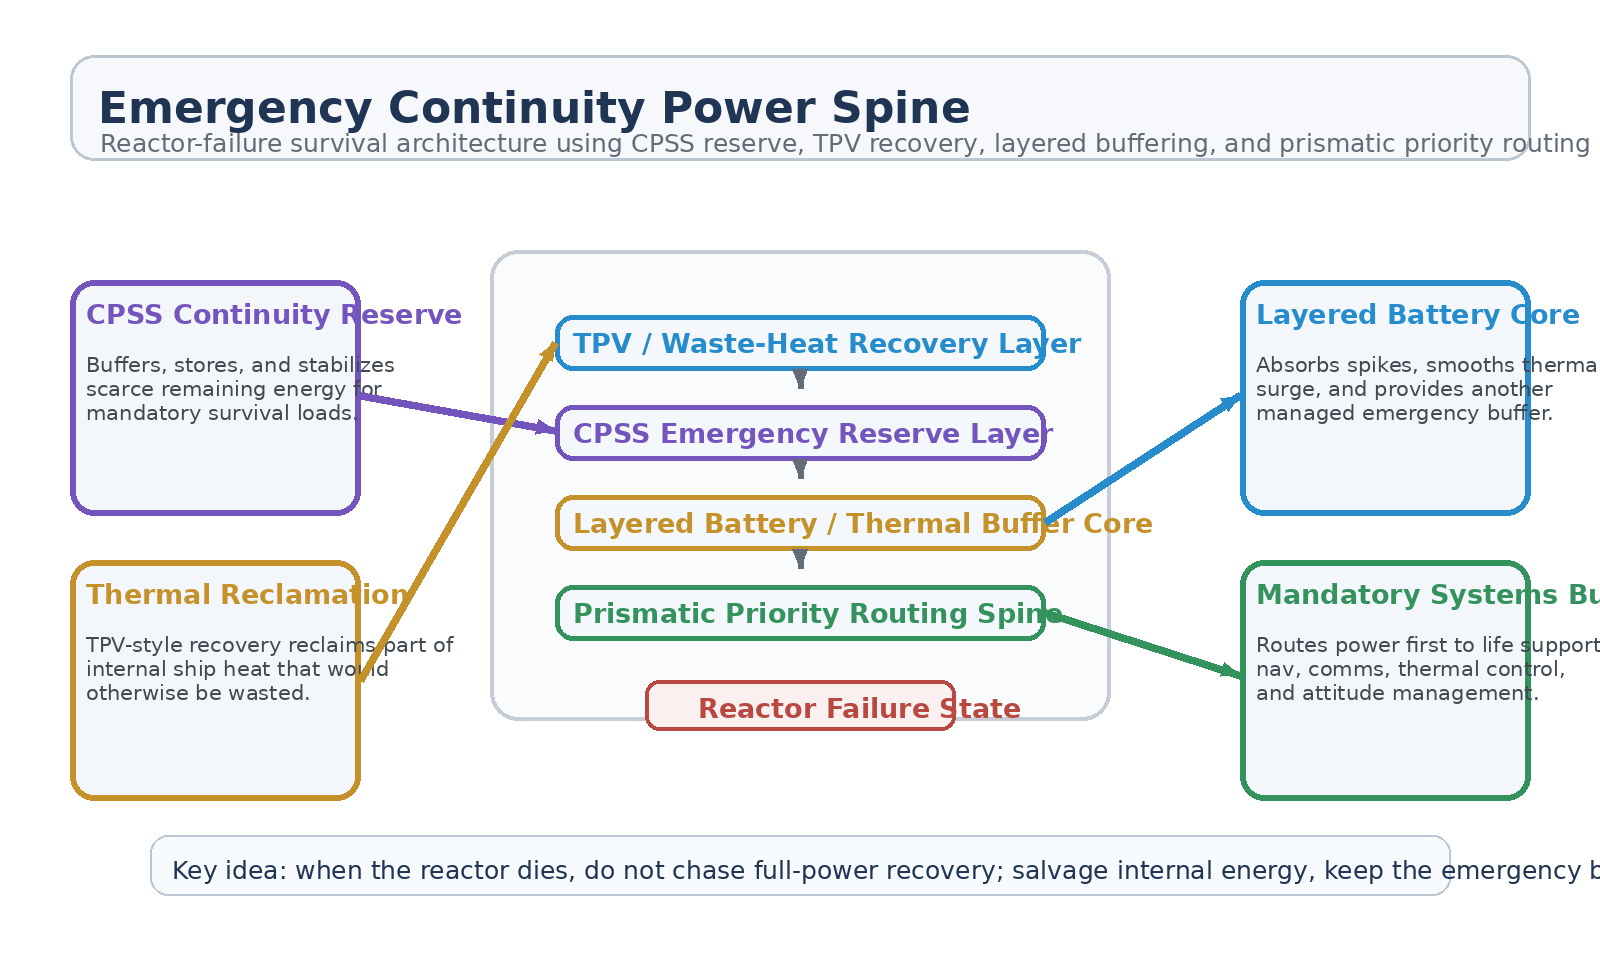 Emergency Continuity Power Spine
Reactor-failure survival architecture using CPSS reserve, TPV recovery, layered buffering, and prismatic priority routing
CPSS Continuity Reserve
Buffers, stores, and stabilizes
scarce remaining energy for
mandatory survival loads.
Thermal Reclamation
TPV-style recovery reclaims part of
internal ship heat that would
otherwise be wasted.
TPV / Waste-Heat Recovery Layer
CPSS Emergency Reserve Layer
Layered Battery / Thermal Buffer Core
Prismatic Priority Routing Spine
Reactor Failure State
Layered Battery Core
Absorbs spikes, smooths therma
surge, and provides another
managed emergency buffer.
Mandatory Systems Bu
Routes power first to life support
nav, comms, thermal control,
and attitude management.
Key idea: when the reactor dies, do not chase full-power recovery; salvage internal energy, keep the emergency b